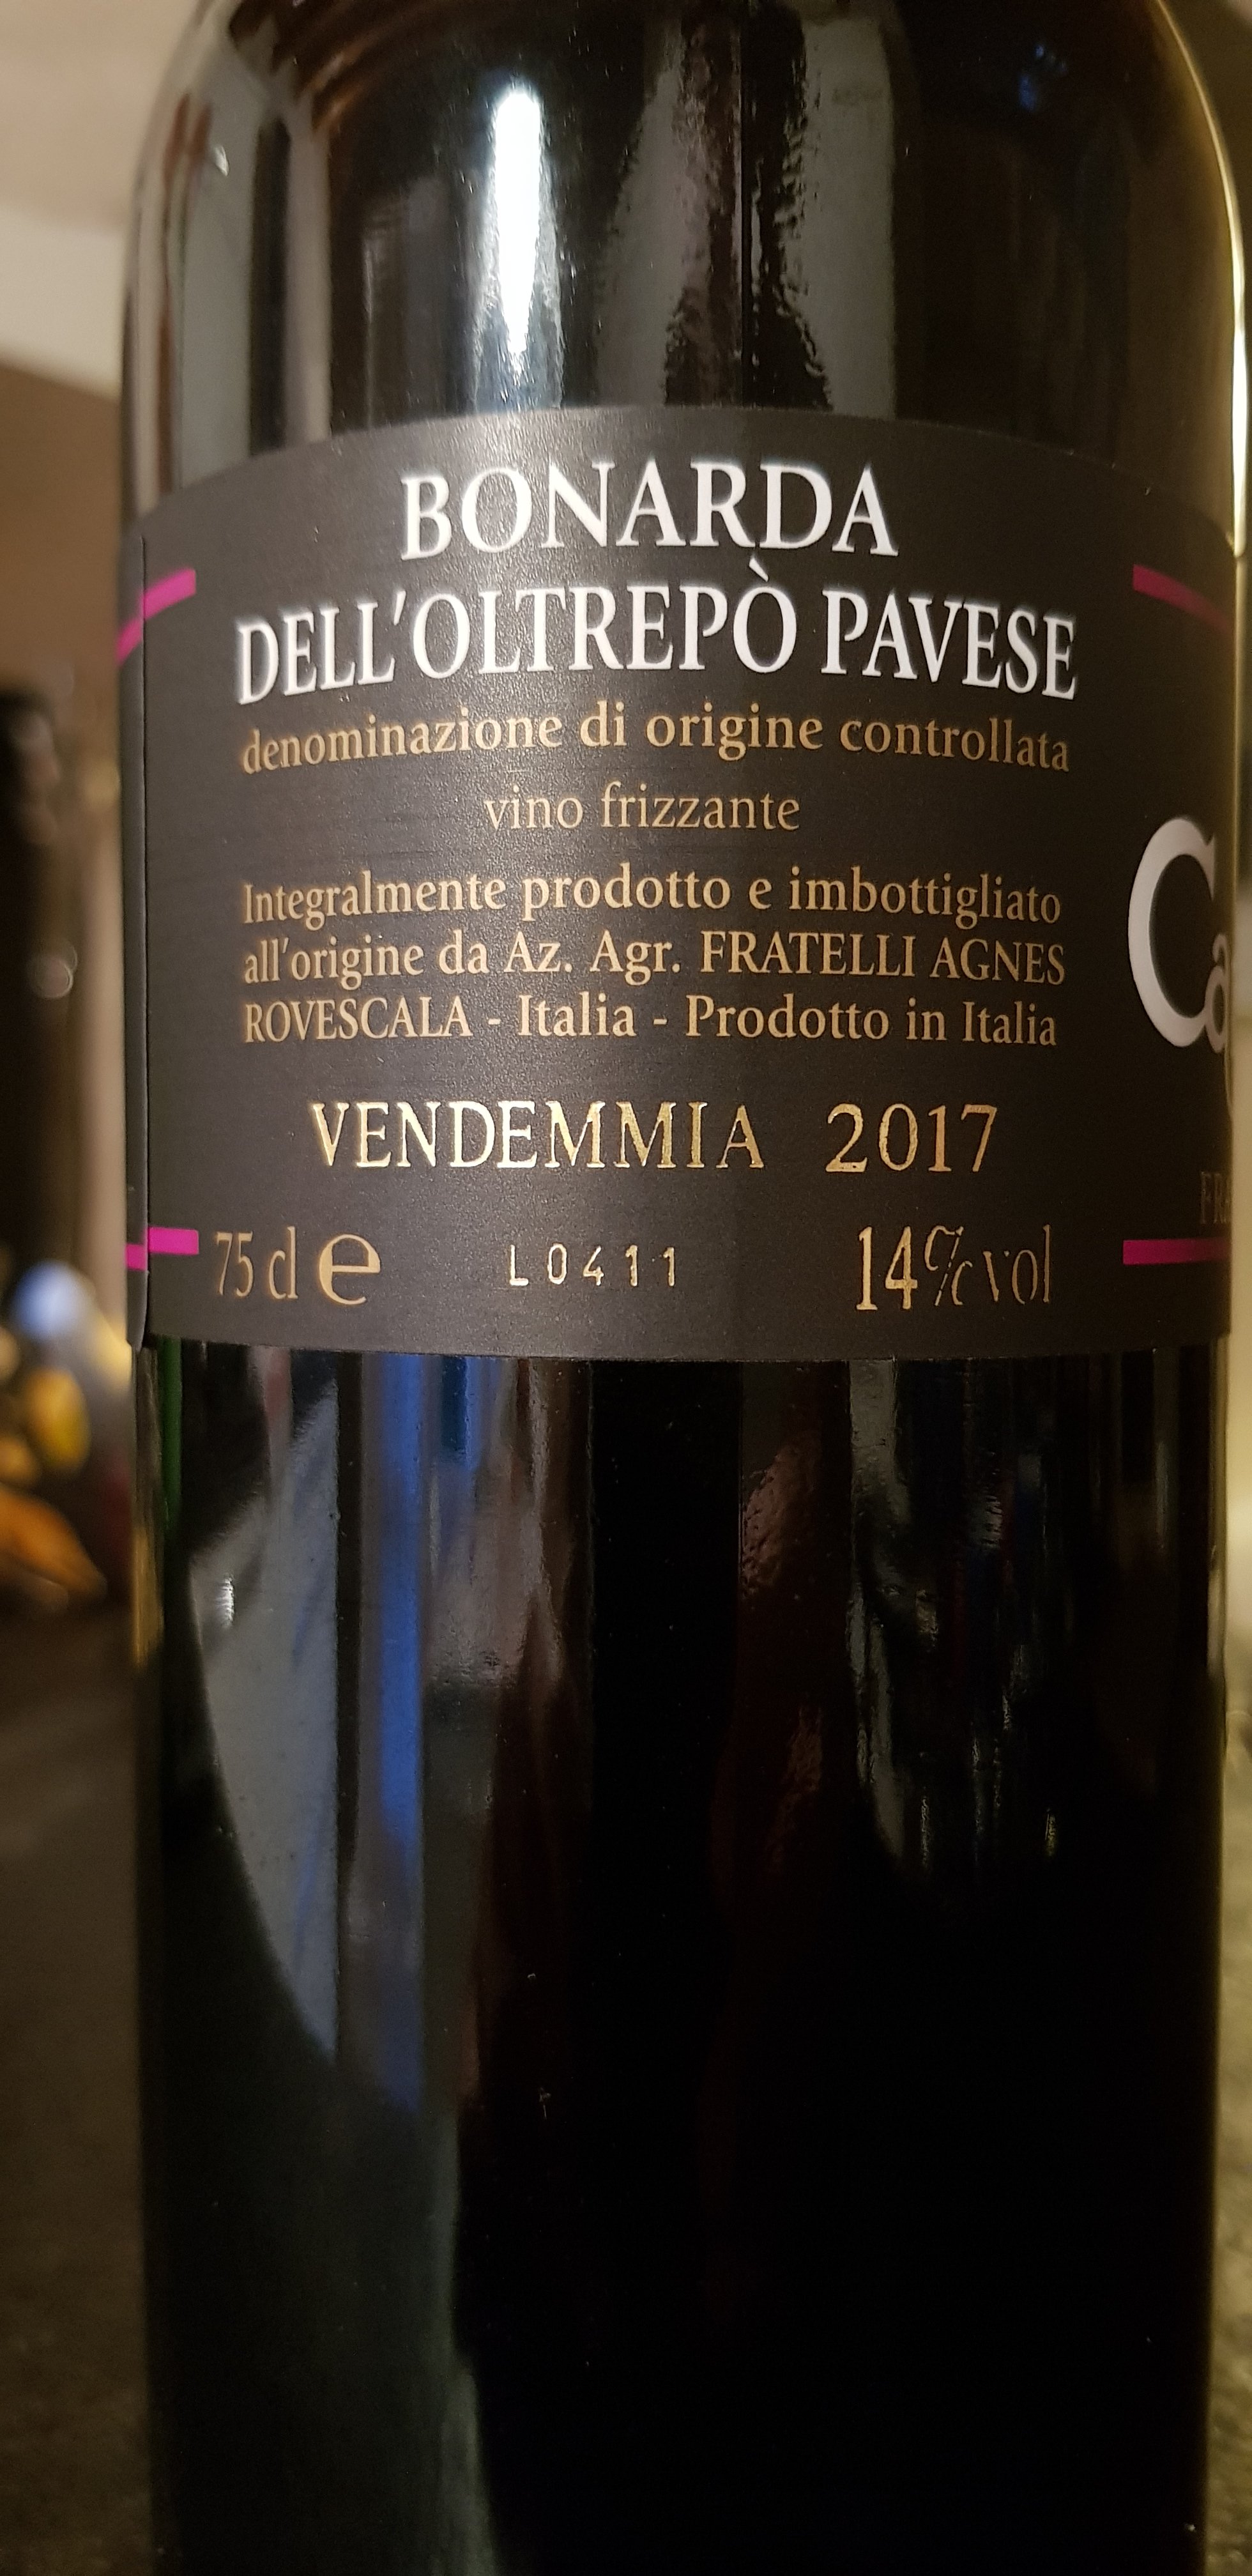 BONARDA
DELL'OLTREPÒ PAVESE
denominazione di origine controllata
vino frizzante
Integralmente prodotto e imbottigliato
all'origine da Az. Agr. FRATELLI AGNES
ROVESCALA - Italia - Prodotto in Italia
VENDEMMIA 2017
75 cl e L0411 14% vol